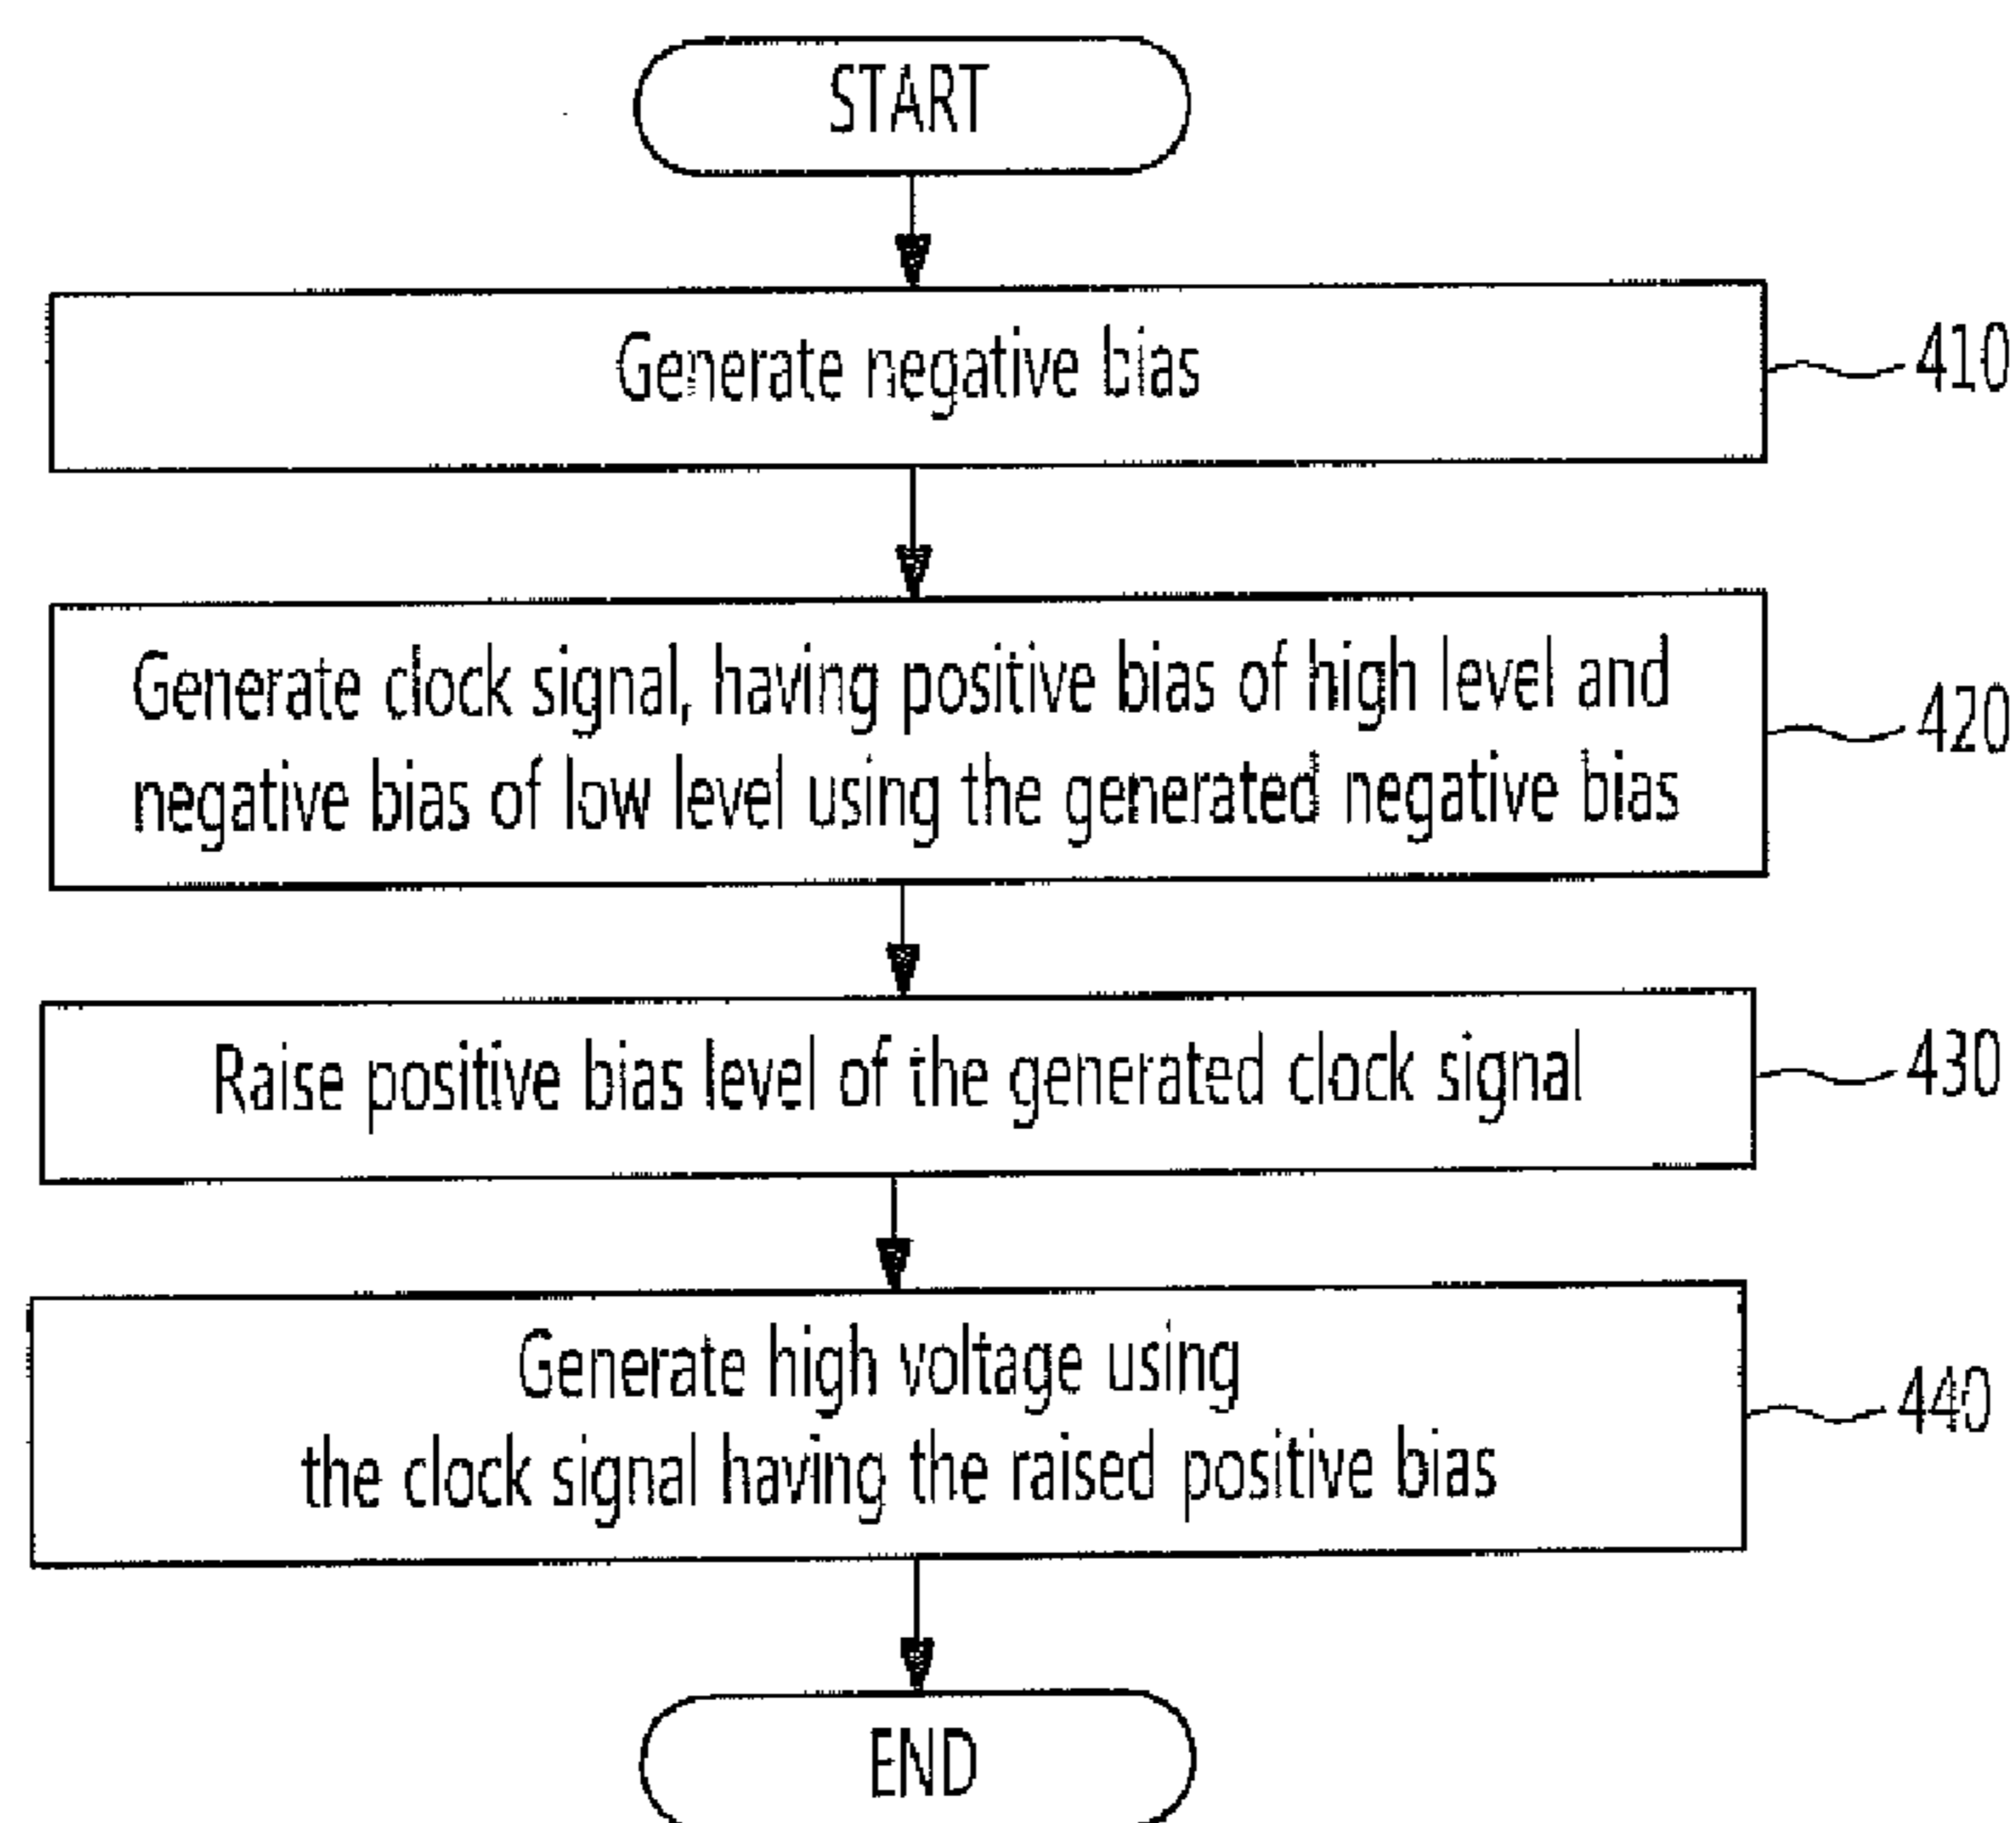 START
Generate negative bias
410
Generate clock signal, having positive bias of high level and
negative bias of low level using the generated negative bias
420
Raise positive bias level of the generated clock signal
430
Generate high voltage using
the clock signal having the raised positive bias
440
END